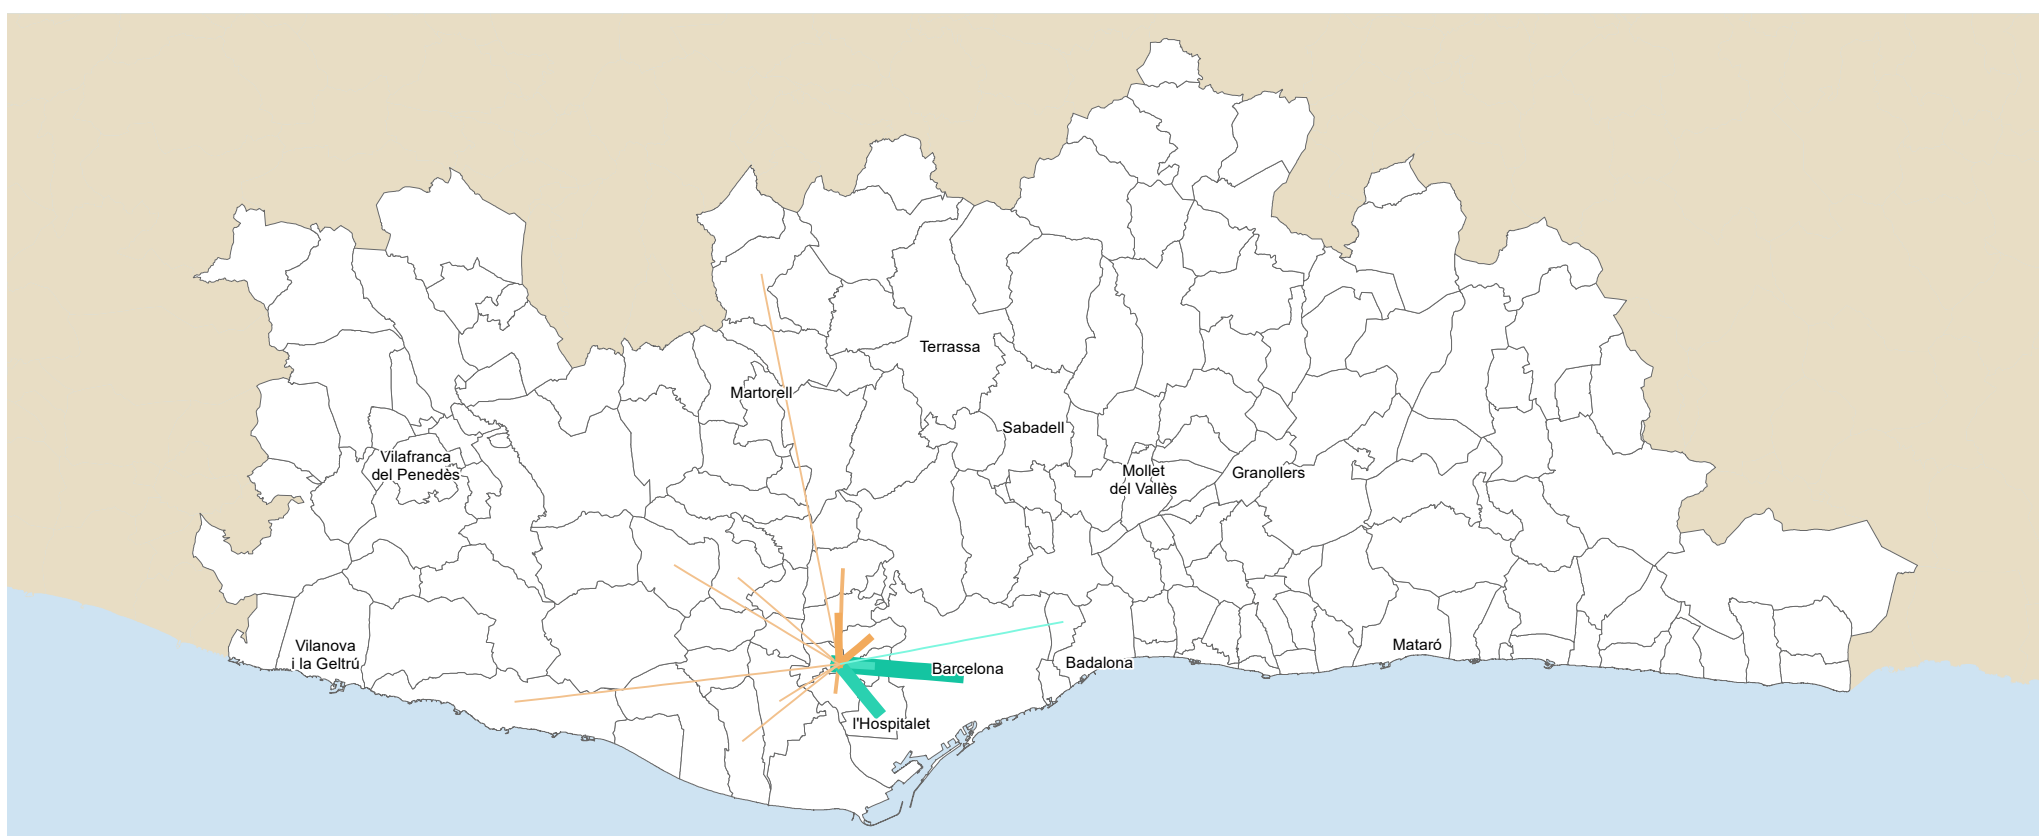 Terrassa
Martorell
Sabadell
Vilafranca
del Penedès
Mollet
del Vallès
Granollers
Vilanova
i la Geltrú
Mataró
Badalona
Barcelona
l'Hospitalet